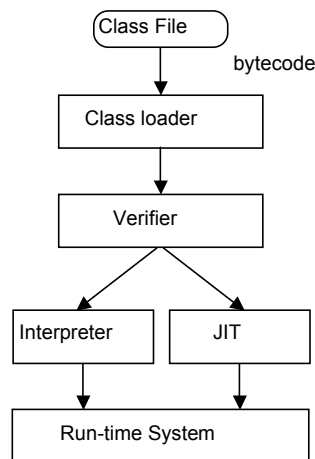 Class File
bytecode
Class loader
Verifier
Interpreter
JIT
Run-time System